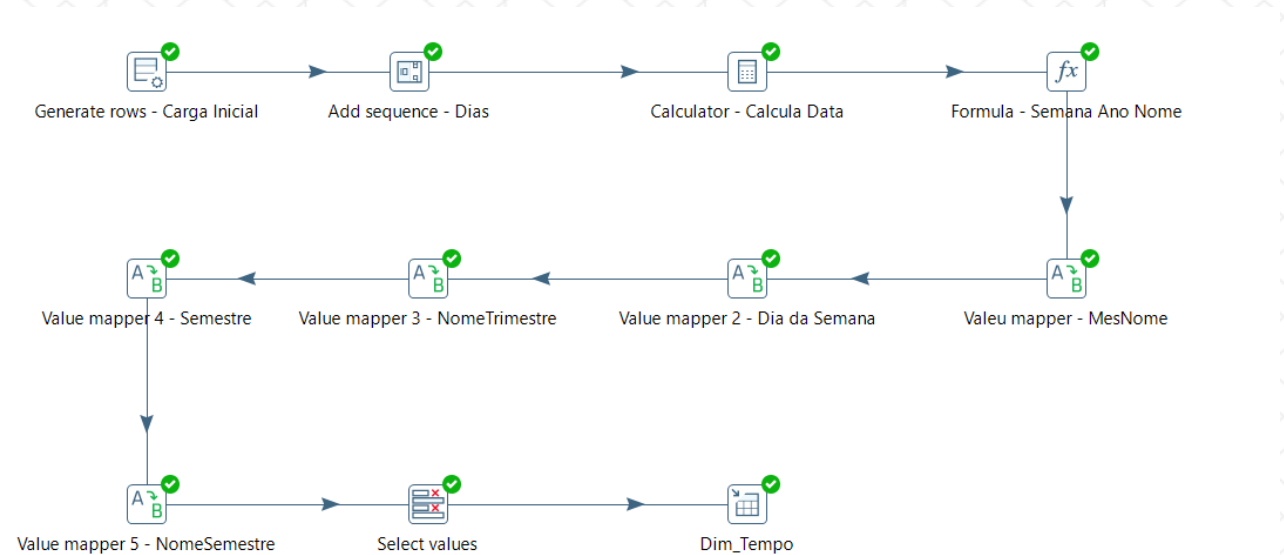 Generate rows - Carga Inicial
Add sequence - Dias
Calculator - Calcula Data
fx
Formula - Semana Ano Nome
A B
A B
A B
A B
Value mapper 4 - Semestre
Value mapper 3 - NomeTrimestre
Value mapper 2 - Dia da Semana
Valeu mapper - MesNome
A B
Value mapper 5 - NomeSemestre
Select values
Dim_Tempo